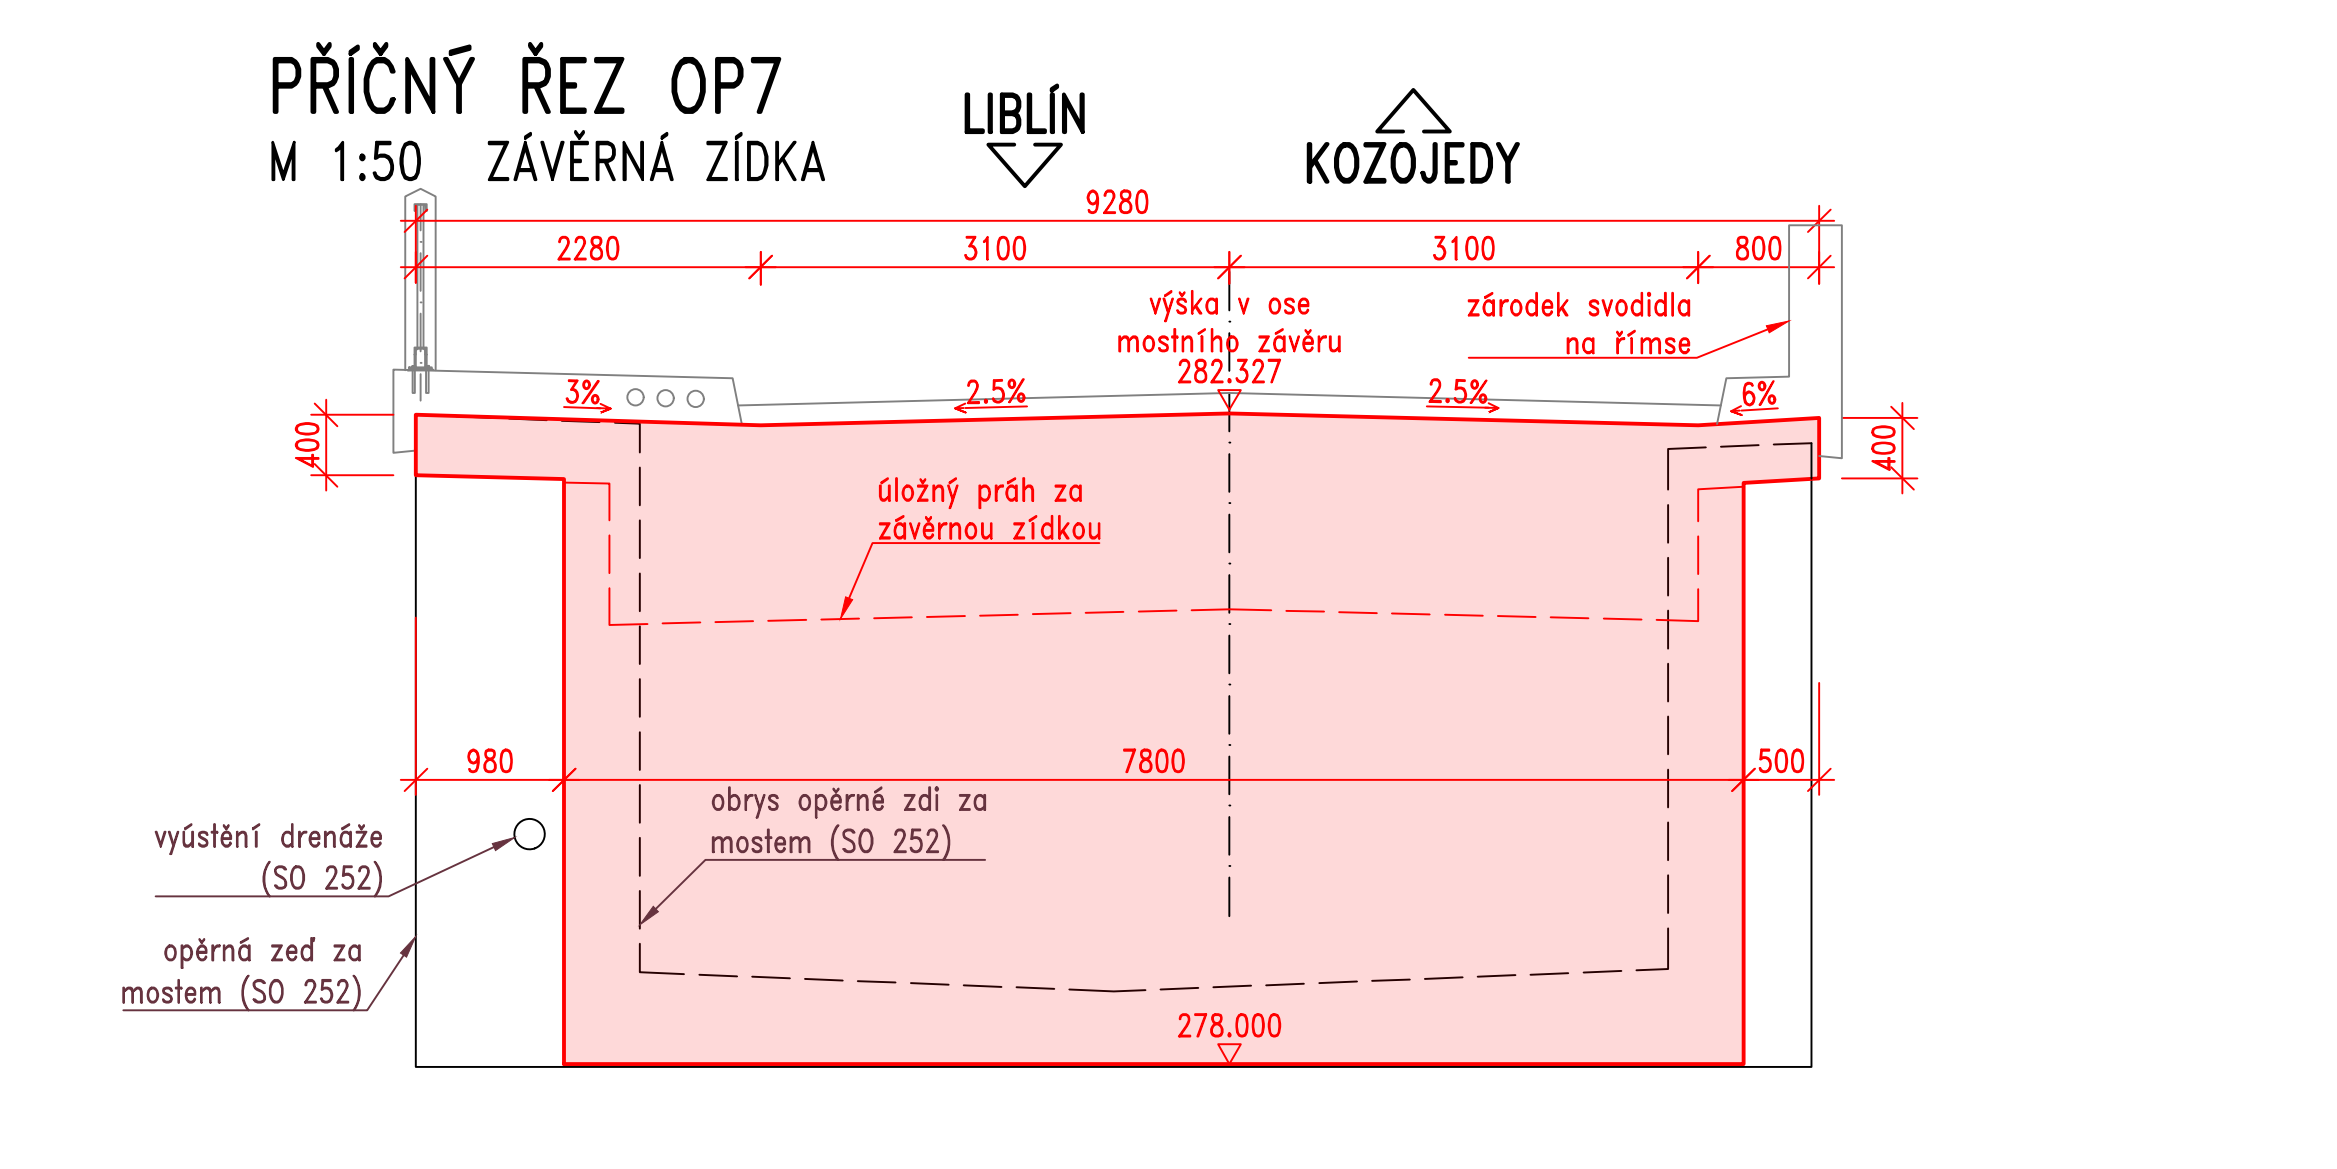 PŘÍČNÝ ŘEZ OP7
M 1:50 ZÁVĚRNÁ ZÍDKA
LIBLÍN
KOZOJEDY
9280
2280
3100
3100
800
výška v ose
mostního závěru
282.327
zárodek svodidla
na římse
3%
2.5%
2.5%
6%
400
400
úložný práh za
závěrnou zídkou
980
7800
500
obrys opěrné zdi za
mostem (SO 252)
vyústění drenáže
(SO 252)
opěrná zeď za
mostem (SO 252)
278.000